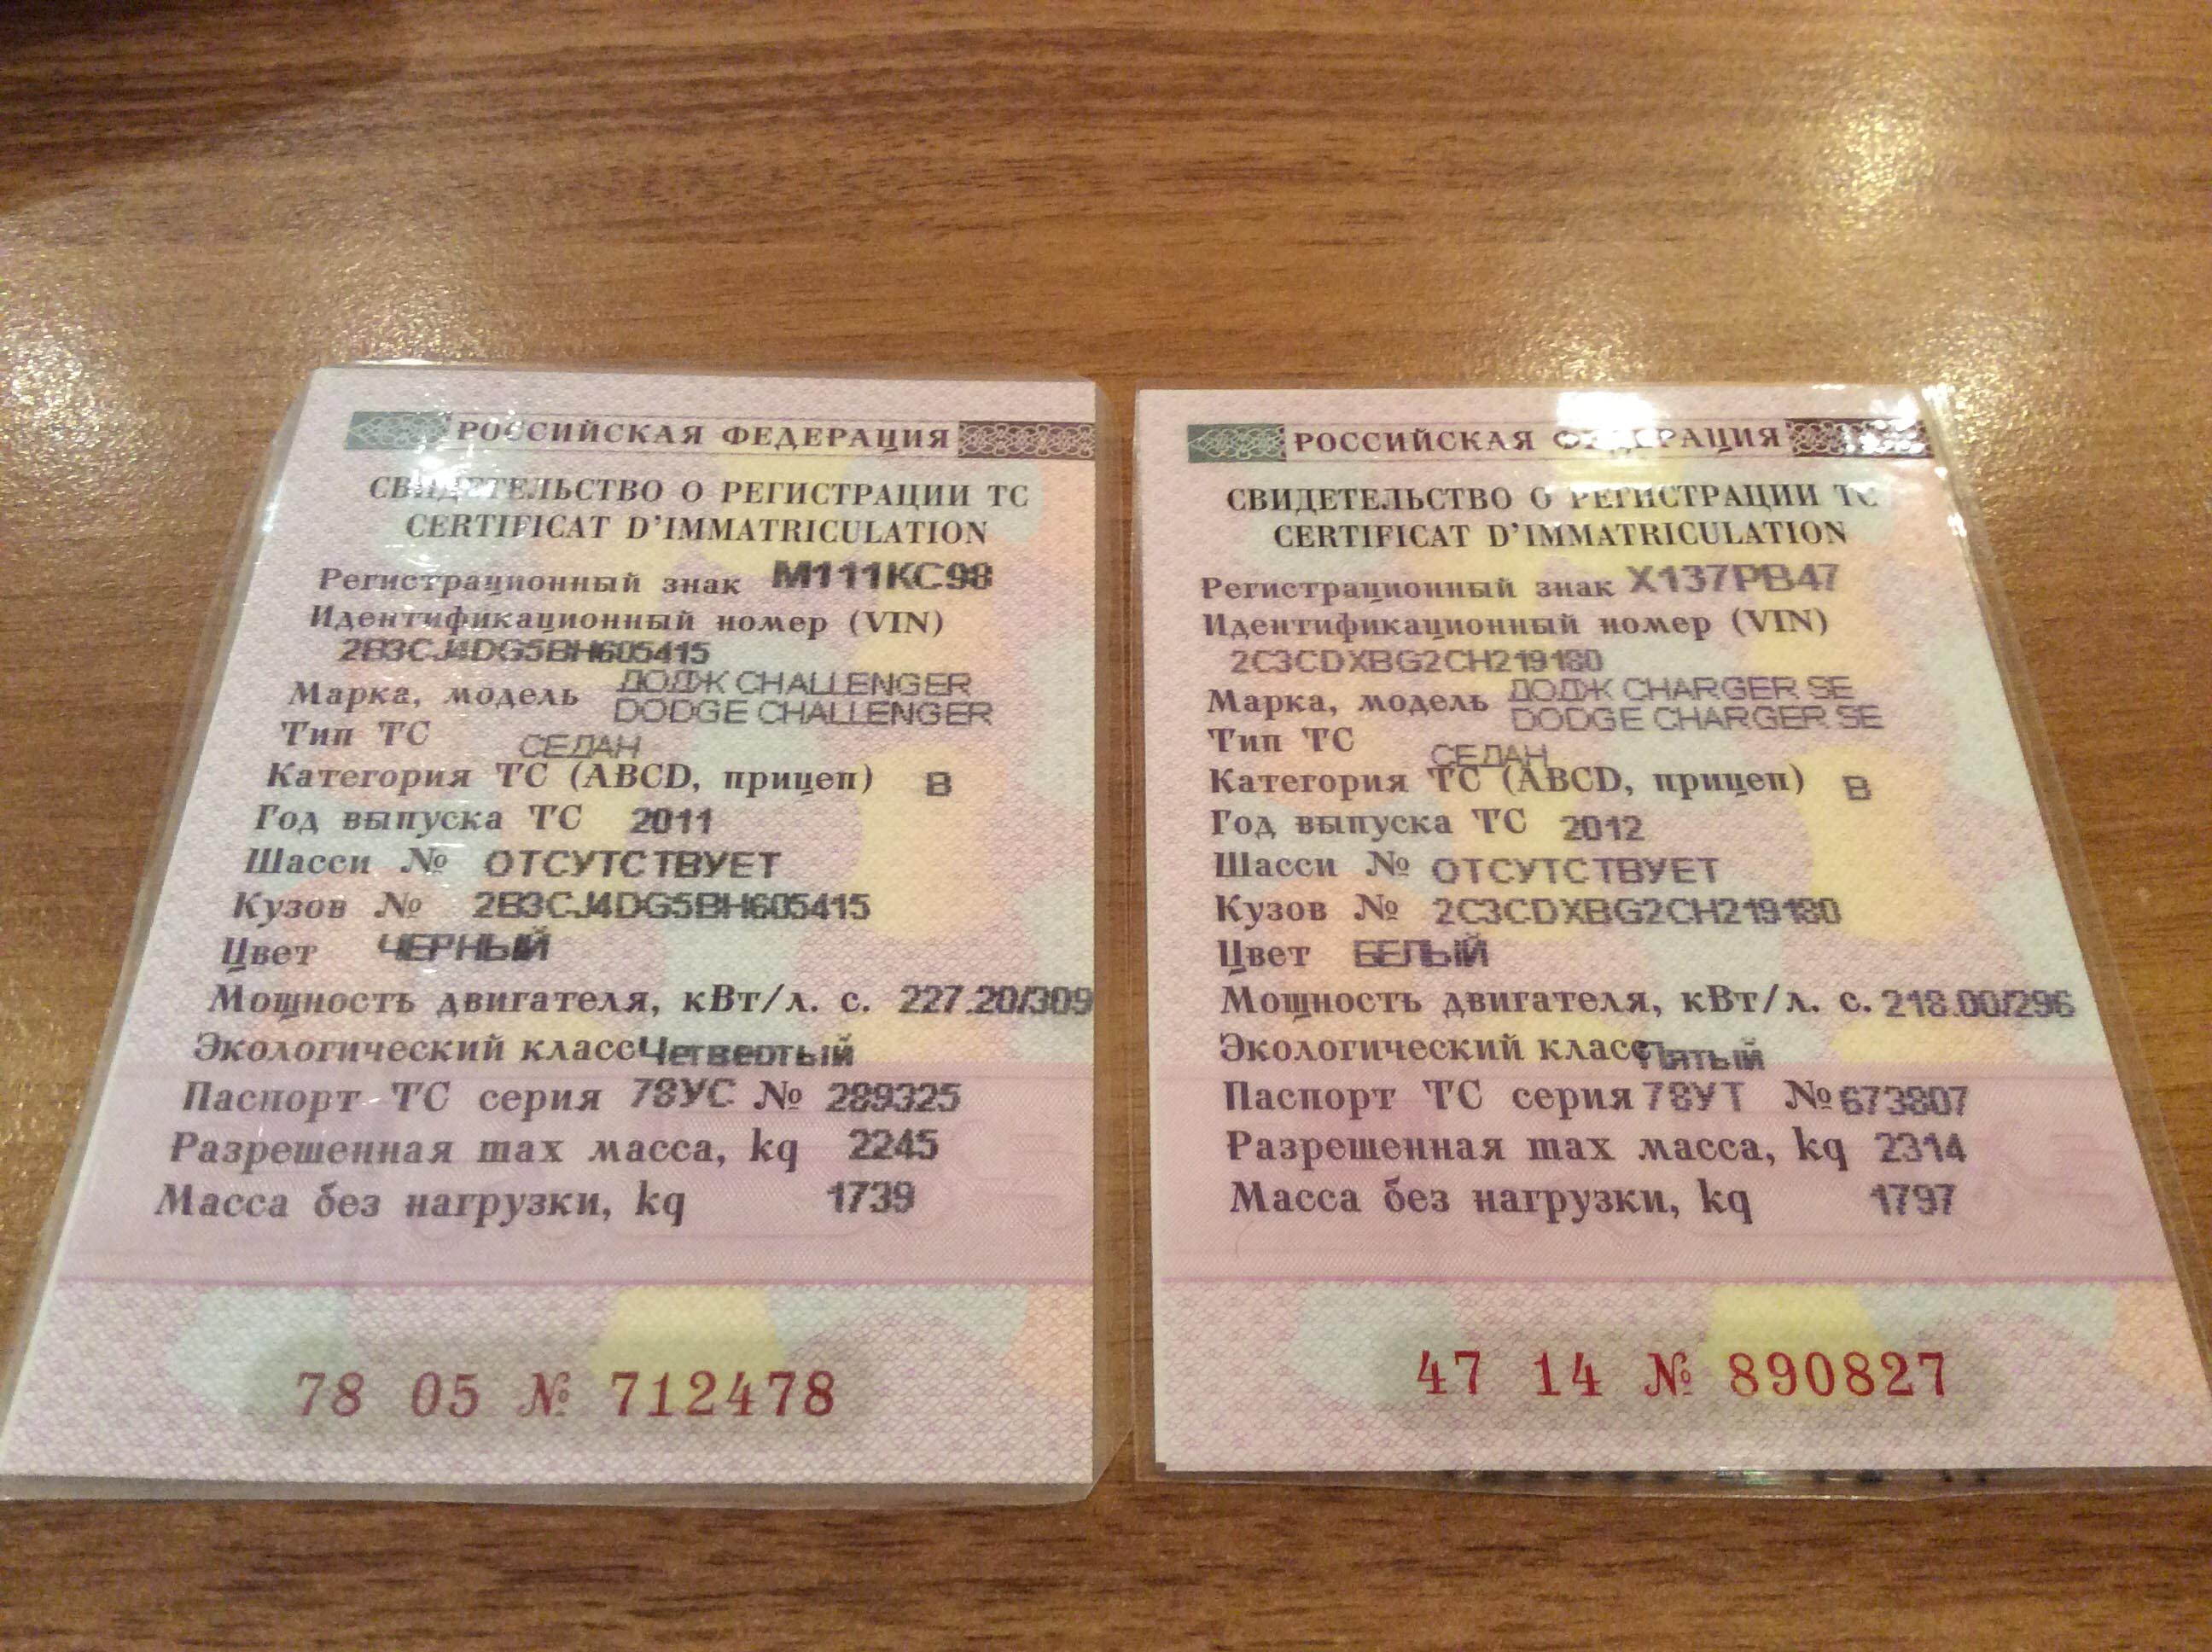 РОССИЙСКАЯ ФЕДЕРАЦИЯ
СВИДЕТЕЛЬСТВО О РЕГИСТРАЦИИ ТС
CERTIFICAT D'IMMATRICULATION
Регистрационный знак М111КС98
Идентификационный номер (VIN)
2B3CJ4DG5BH605415
Марка, модель ДОДЖ CHALLENGER
DODGE CHALLENGER
Тип ТС СЕДАН
Категория ТС (ABCD, прицеп) B
Год выпуска ТС 2011
Шасси № ОТСУТСТВУЕТ
Кузов № 2B3CJ4DG5BH605415
Цвет ЧЕРНЫЙ
Мощность двигателя, кВт/л. с. 227.20/309
Экологический класс Четвертый
Паспорт ТС серия 78УС № 289325
Разрешенная max масса, kg 2245
Масса без нагрузки, kg 1739
78 05 № 712478
РОССИЙСКАЯ ФЕДЕРАЦИЯ
СВИДЕТЕЛЬСТВО О РЕГИСТРАЦИИ ТС
CERTIFICAT D'IMMATRICULATION
Регистрационный знак Х137РВ47
Идентификационный номер (VIN)
2C3CDXBG2CH219180
Марка, модель ДОДЖ CHARGER SE
DODGE CHARGER SE
Тип ТС СЕДАН
Категория ТС (ABCD, прицеп) B
Год выпуска ТС 2012
Шасси № ОТСУТСТВУЕТ
Кузов № 2C3CDXBG2CH219180
Цвет БЕЛЫЙ
Мощность двигателя, кВт/л. с. 218.00/296
Экологический класс Пятый
Паспорт ТС серия 78УТ № 673807
Разрешенная max масса, kg 2314
Масса без нагрузки, kg 1797
47 14 № 890827